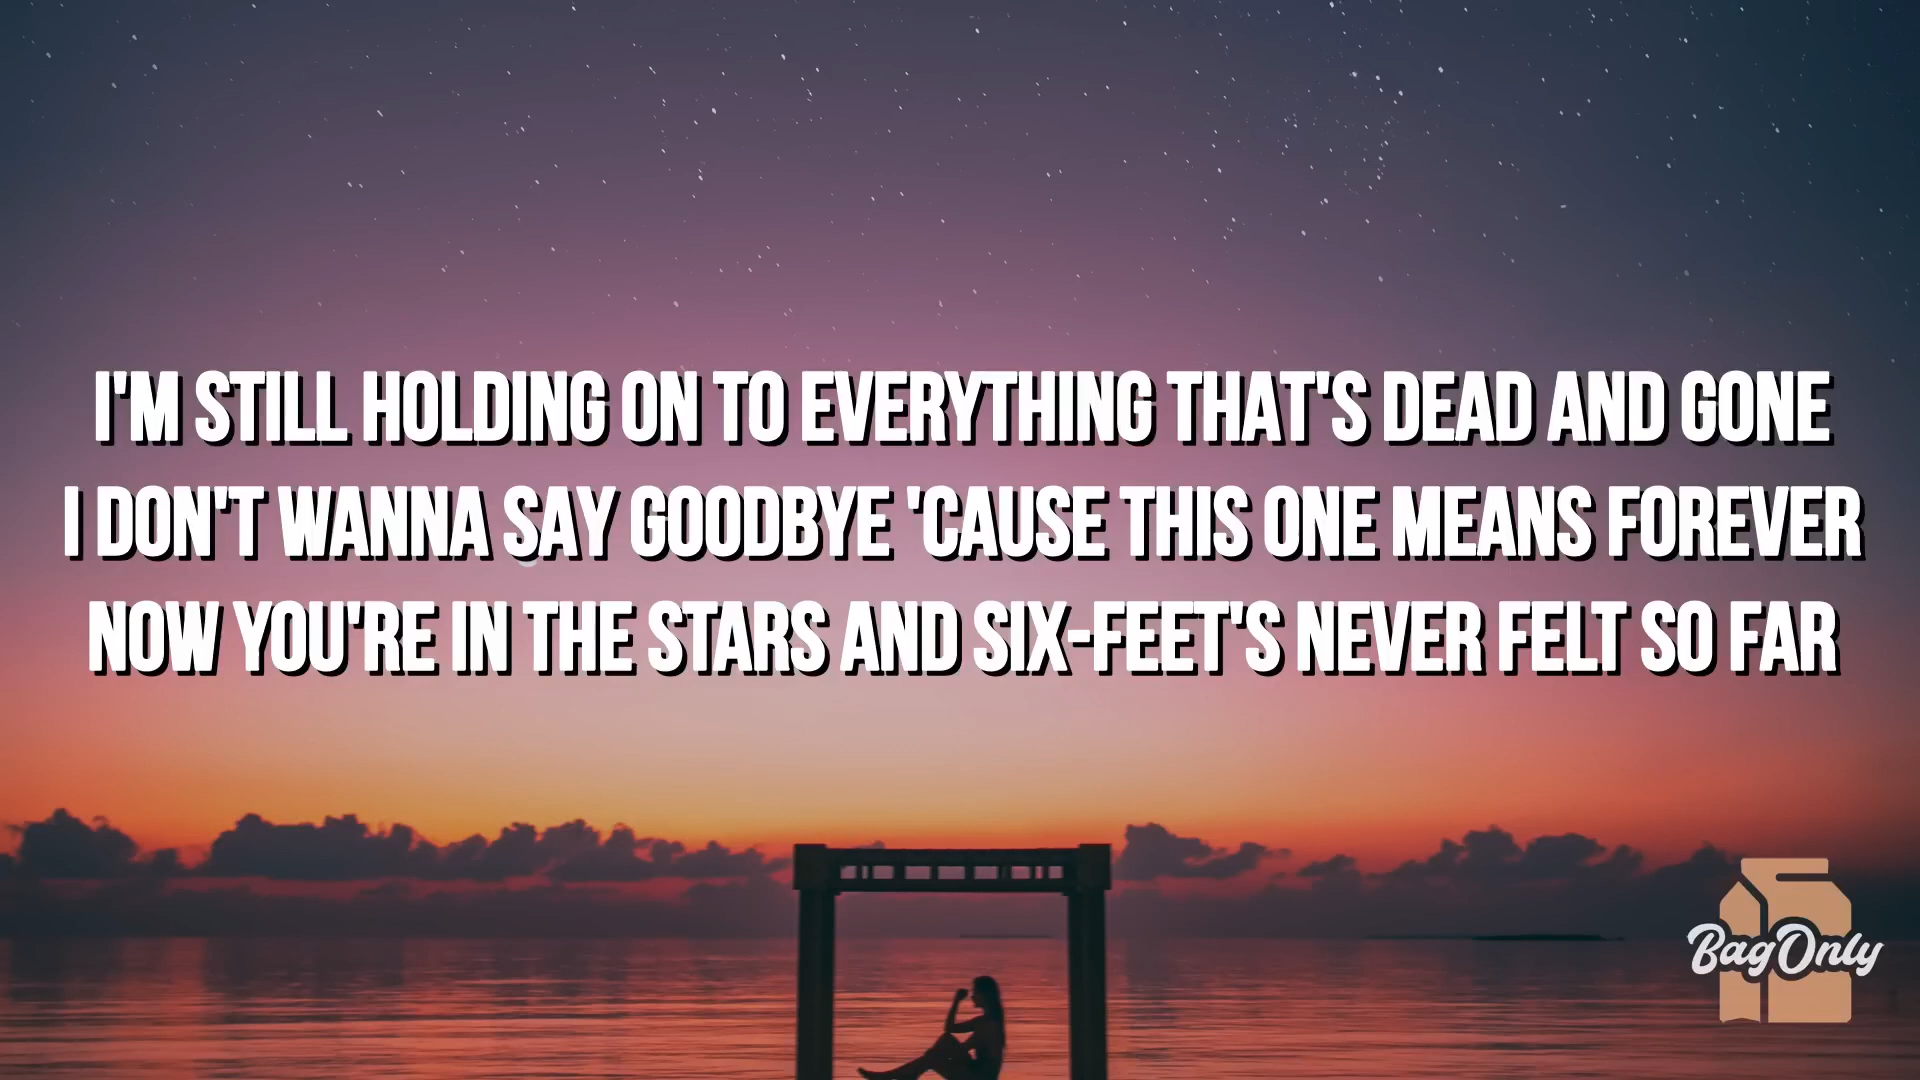 I'M STILL HOLDING ON TO EVERYTHING THAT'S DEAD AND GONE
I DON'T WANNA SAY GOODBYE 'CAUSE THIS ONE MEANS FOREVER
NOW YOU'RE IN THE STARS AND SIX-FEET'S NEVER FELT SO FAR
BagOnly